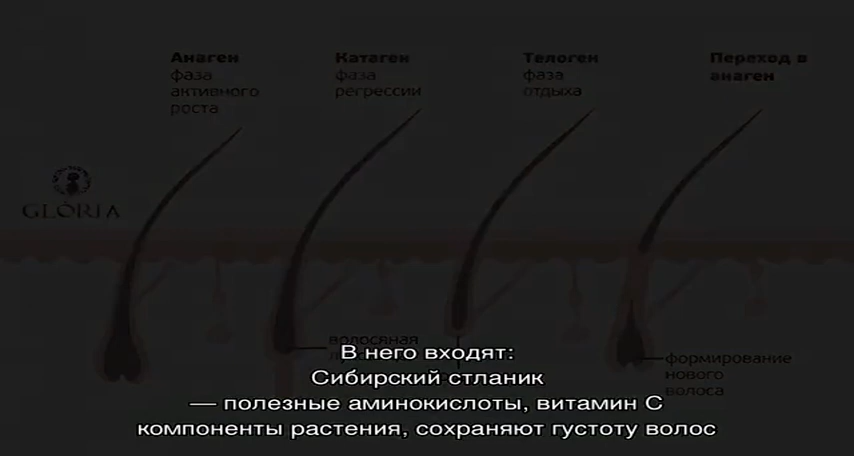 Анаген
фаза
активного
роста
Катаген
фаза
регрессии
Телоген
фаза
отдыха
Переход в
анаген
GLORIA
волосяная
формирование
нового
волоса
В него входят:
Сибирский стланик
— полезные аминокислоты, витамин С
компоненты растения, сохраняют густоту волос